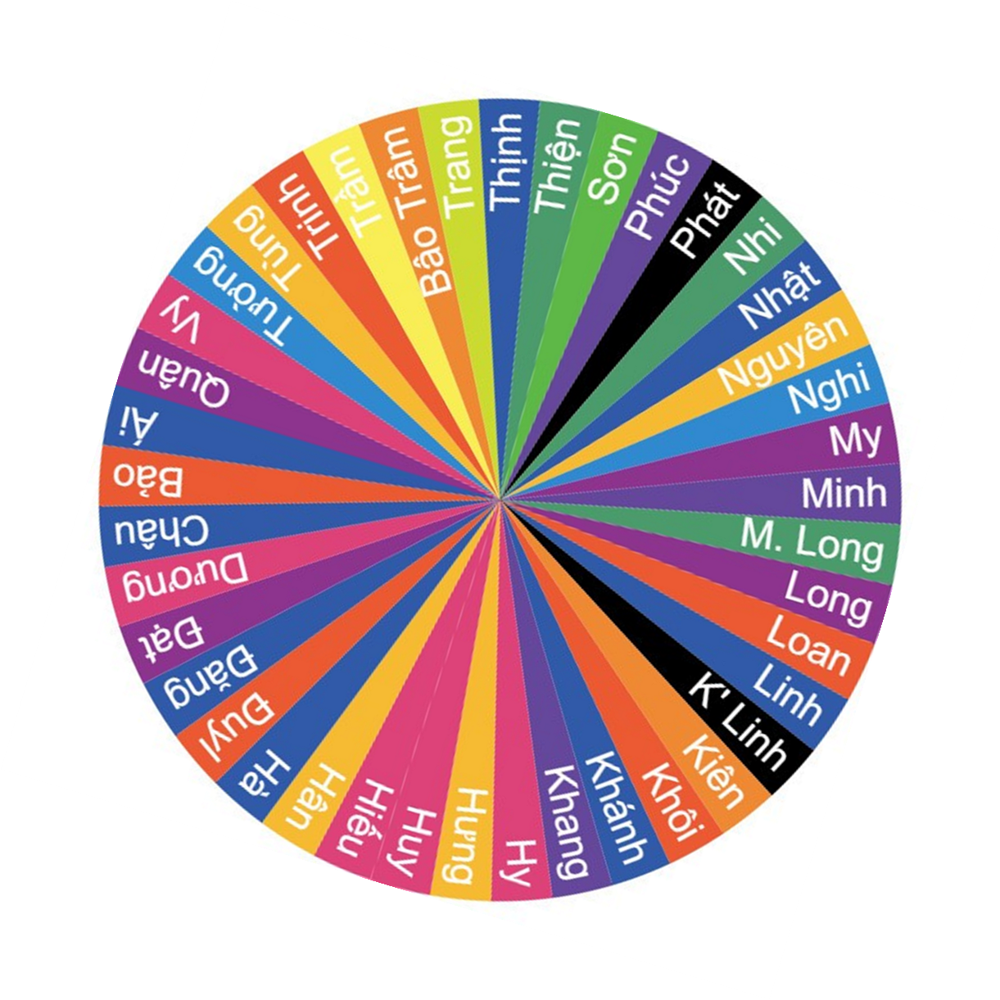 Thịnh
Thiện
Sơn
Phúc
Phát
Nhi
Nhật
Nguyên
Nghi
My
Minh
M. Long
Long
Loan
Linh
K' Linh
Kiên
Khôi
Khánh
Khang
Hy
Hưng
Huy
Hiếu
Hân
Hà
Đuyl
Đăng
Đạt
Dương
Châu
Bảo
Ái
Quân
Vy
Tường
Tùng
Trinh
Trâm
Bảo Trâm
Trang